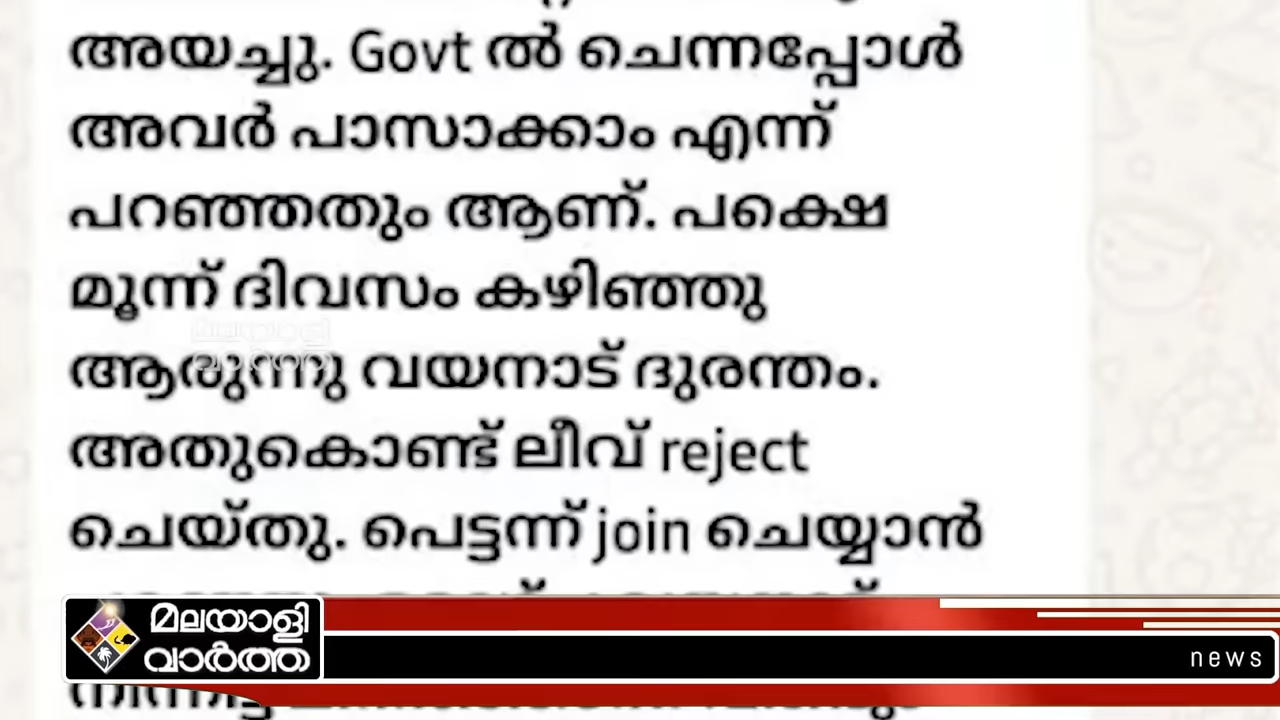 അയച്ചു. Govt ൽ ചെന്നപ്പോൾ
അവർ പാസാക്കാം എന്ന്
പറഞ്ഞതും ആണ്. പക്ഷെ
മൂന്ന് ദിവസം കഴിഞ്ഞു
ആരുന്നു വയനാട് ദുരന്തം.
അതുകൊണ്ട് ലീവ് reject
ചെയ്തു. പെട്ടന്ന് join ചെയ്യാൻ
മലയാളി
വാർത്ത
news